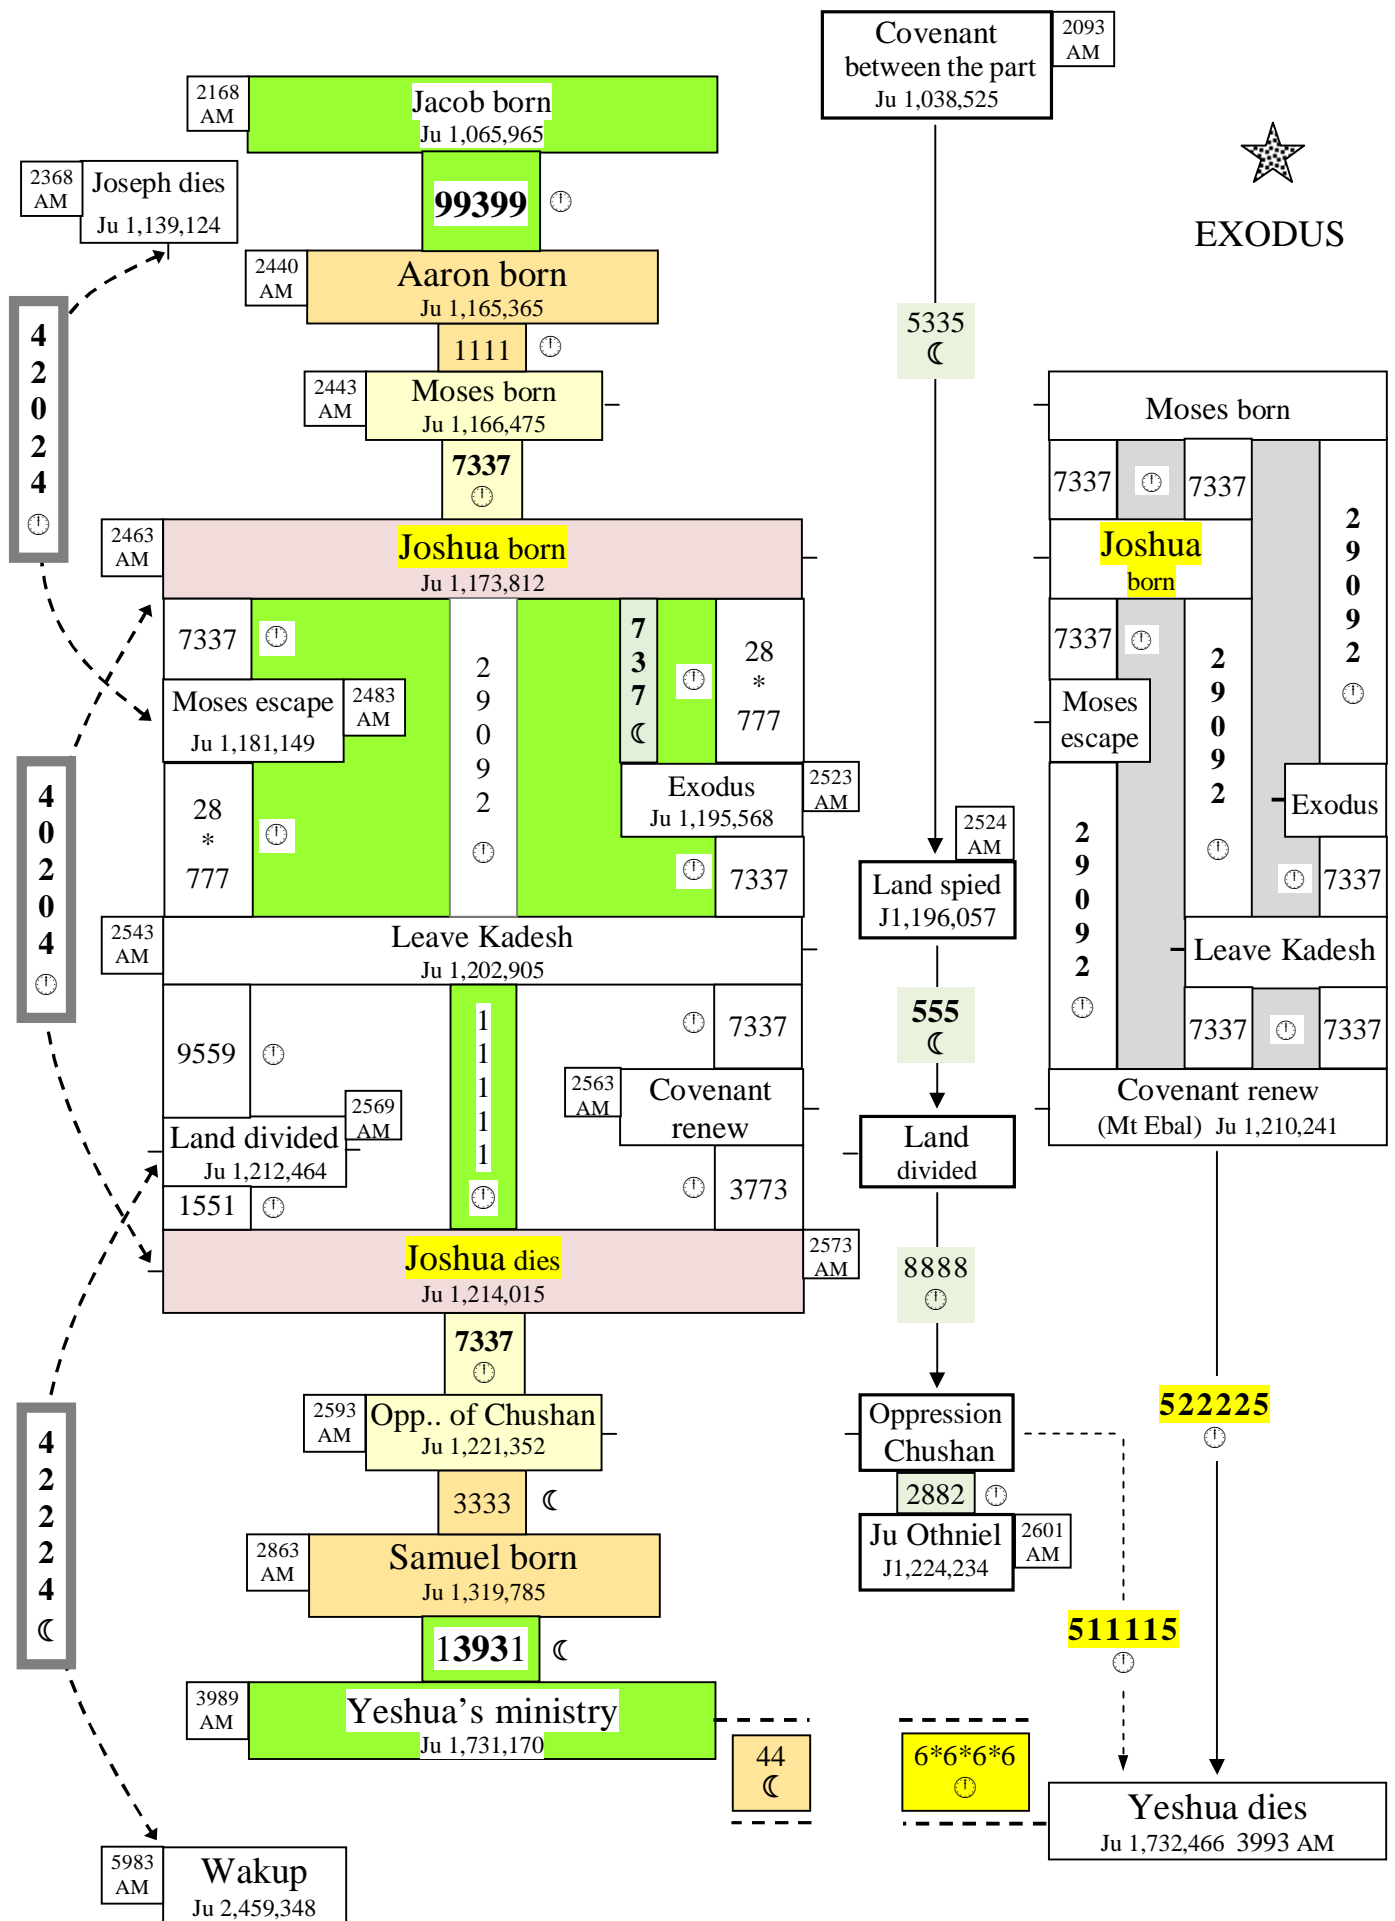 Covenant
between the part
Ju 1,038,525
2093
AM
2168
AM
Jacob born
Ju 1,065,965
2368
AM
Joseph dies
Ju 1,139,124
99399
EXODUS
2440
AM
Aaron born
Ju 1,165,365
42024
5335
1111
2443
AM
Moses born
Ju 1,166,475
Moses born
7337
7337
7337
29092
2463
AM
Joshua born
Ju 1,173,812
Joshua
born
7337
29092
737
28
*
777
7337
29092
Moses escape
2483
AM
Ju 1,181,149
Moses
escape
40204
28
*
777
Exodus
Ju 1,195,568
2523
AM
Exodus
29092
2524
AM
Land spied
J1,196,057
7337
7337
2543
AM
Leave Kadesh
Ju 1,202,905
Leave Kadesh
9559
11111
7337
555
7337
7337
2563
AM
Covenant
renew
Covenant renew
(Mt Ebal) Ju 1,210,241
2569
AM
Land divided
Ju 1,212,464
Land
divided
1551
3773
Joshua dies
Ju 1,214,015
2573
AM
8888
7337
2593
AM
Opp.. of Chushan
Ju 1,221,352
Oppression
Chushan
522225
42224
3333
2882
2863
AM
Samuel born
Ju 1,319,785
Ju Othniel
J1,224,234
2601
AM
13931
511115
3989
AM
Yeshua’s ministry
Ju 1,731,170
44
6*6*6*6
Yeshua dies
Ju 1,732,466 3993 AM
5983
AM
Wakup
Ju 2,459,348